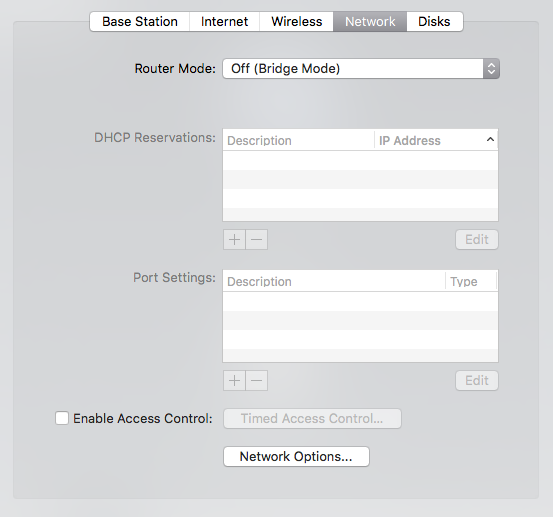 Base Station Internet Wireless Network Disks
Router Mode: Off (Bridge Mode)
DHCP Reservations: Description IP Address
Edit
Port Settings: Description Type
Edit
Enable Access Control: Timed Access Control...
Network Options...